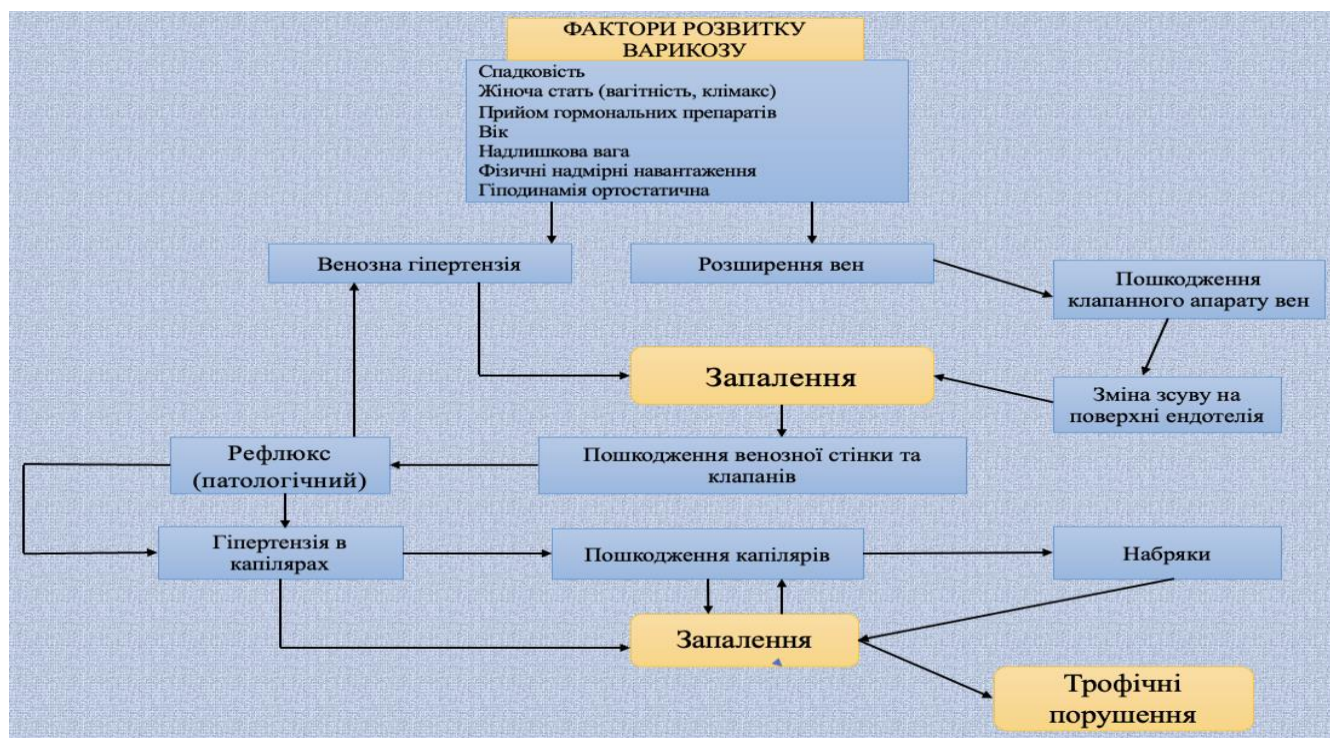 ФАКТОРИ РОЗВИТКУ
ВАРИКОЗУ
Спадковість
Жіноча стать (вагітність, клімакс)
Прийом гормональних препаратів
Вік
Надлишкова вага
Фізичні надмірні навантаження
Гіподинамія ортостатична
Венозна гіпертензія
Розширення вен
Пошкодження
клапанного апарату вен
Запалення
Зміна зсуву на
поверхні ендотелія
Рефлюкс
(патологічний)
Пошкодження венозної стінки та
клапанів
Гіпертензія в
капілярах
Пошкодження капілярів
Набряки
Запалення
Трофічні
порушення